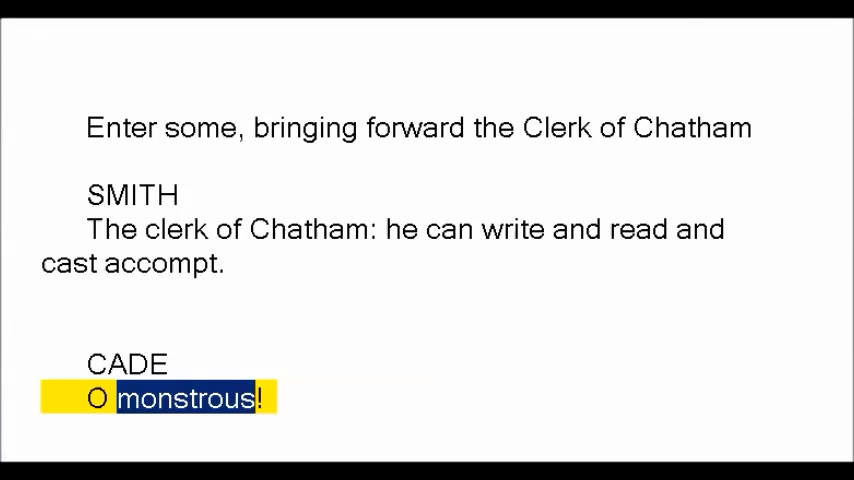 Enter some, bringing forward the Clerk of Chatham
SMITH
The clerk of Chatham: he can write and read and
cast accompt.
CADE
O monstrous!